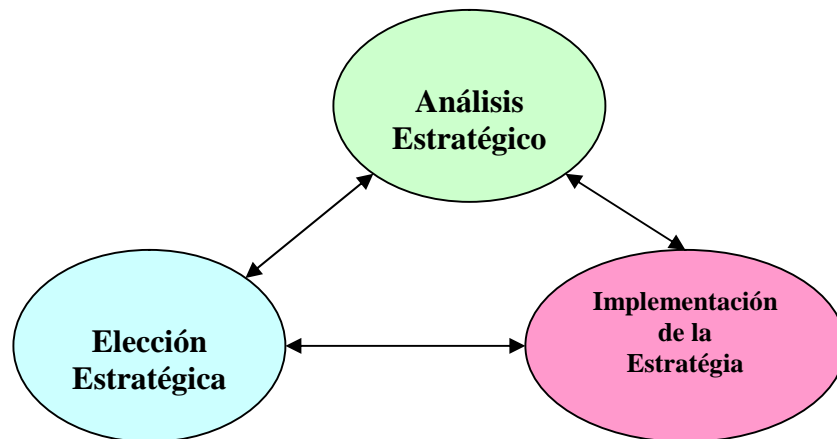 Análisis
Estratégico
Elección
Estratégica
Implementación
de la
Estratégia